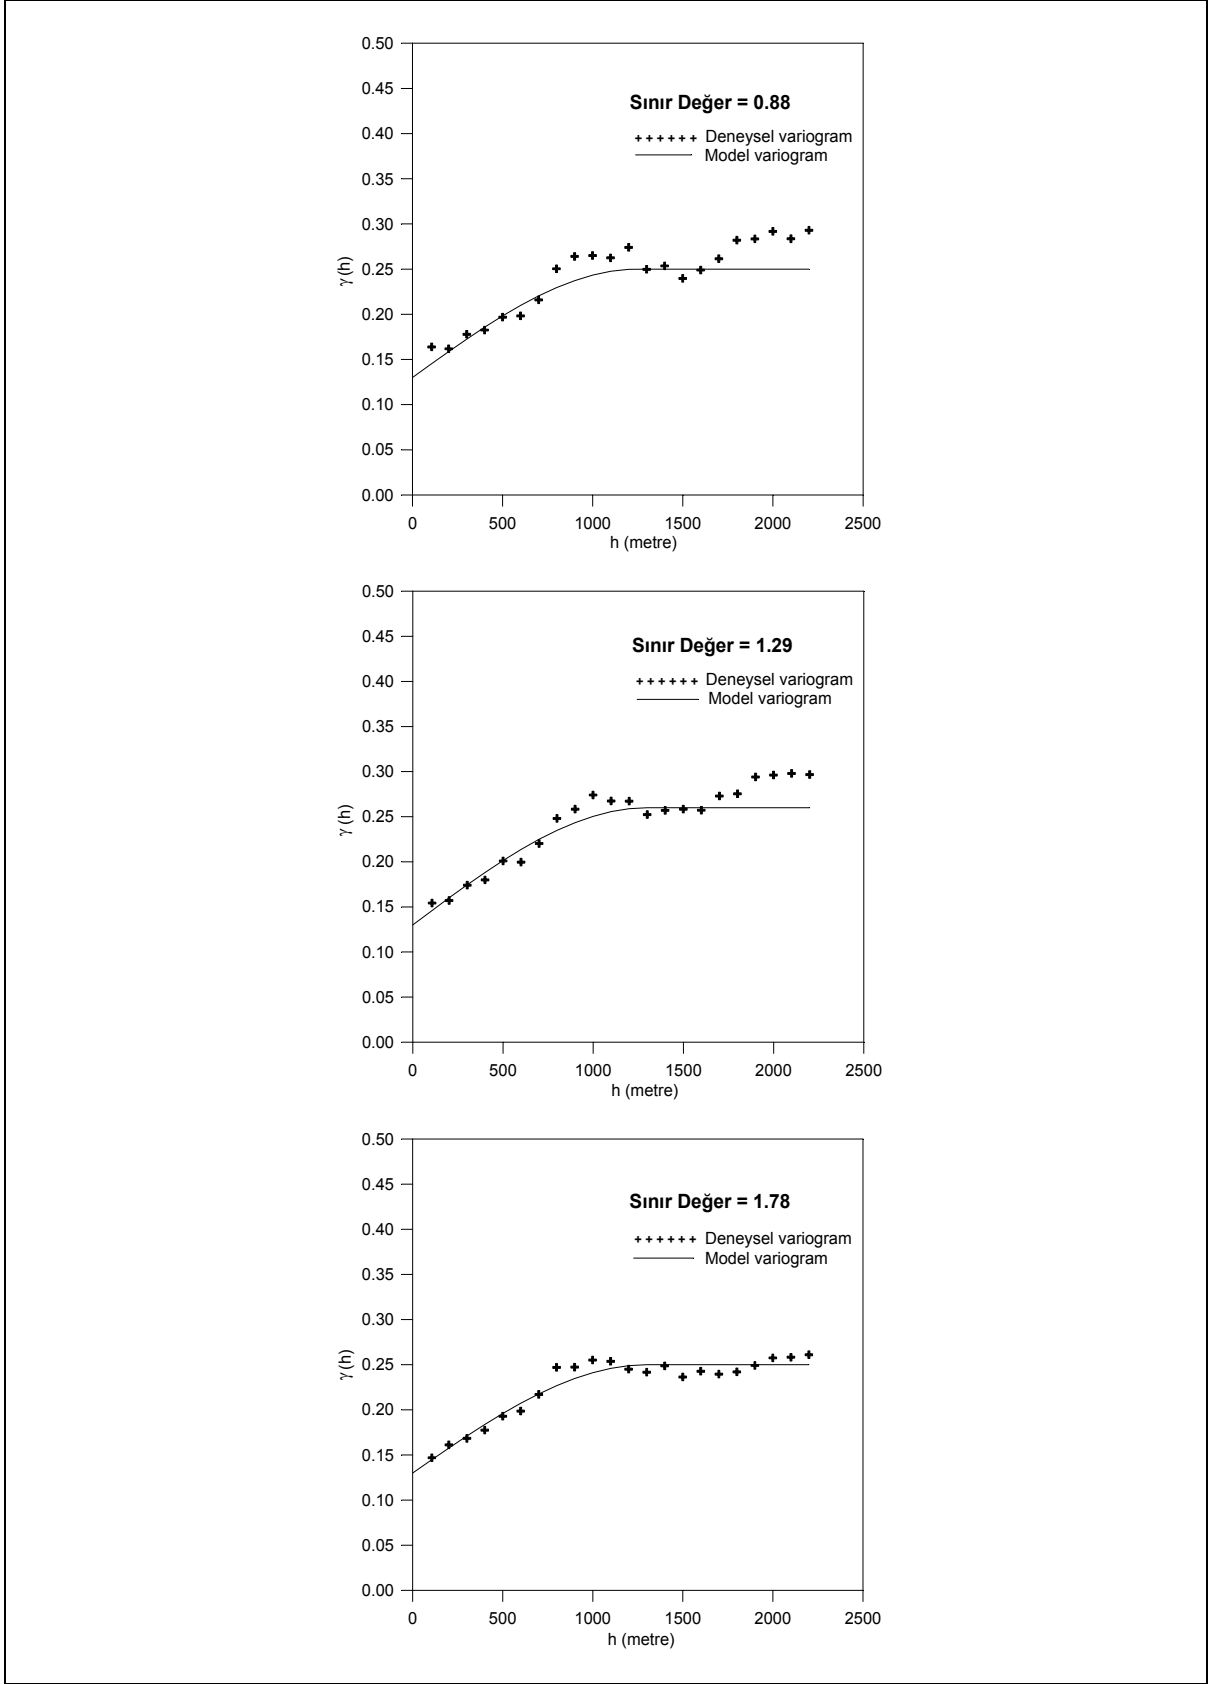 0.50
0.45
Sınır Değer = 0.88
0.40
++++++ Deneysel variogram
Model variogram
0.35
0.30
γ (h)
0.25
0.20
0.15
0.10
0.05
0.00
0 500 1000 1500 2000 2500
h (metre)
0.50
0.45
Sınır Değer = 1.29
0.40
++++++ Deneysel variogram
Model variogram
0.35
0.30
γ (h)
0.25
0.20
0.15
0.10
0.05
0.00
0 500 1000 1500 2000 2500
h (metre)
0.50
0.45
Sınır Değer = 1.78
0.40
++++++ Deneysel variogram
Model variogram
0.35
0.30
γ (h)
0.25
0.20
0.15
0.10
0.05
0.00
0 500 1000 1500 2000 2500
h (metre)